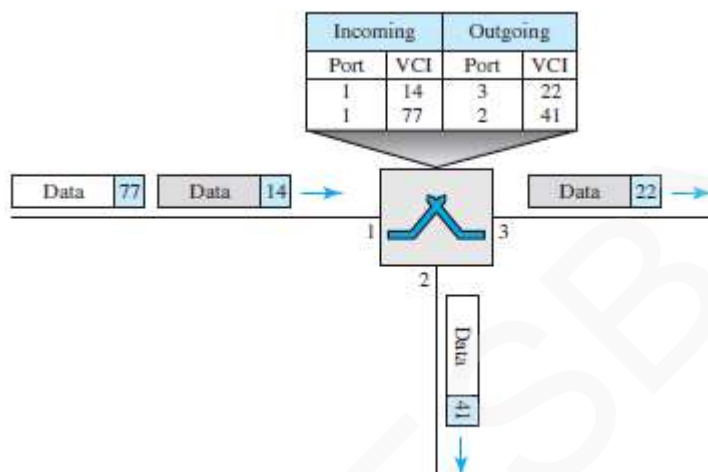 Incoming Outgoing
Port VCI Port VCI
1 14 3 22
1 77 2 41
Data 77 Data 14 Data 22
1 3
2
Data 41